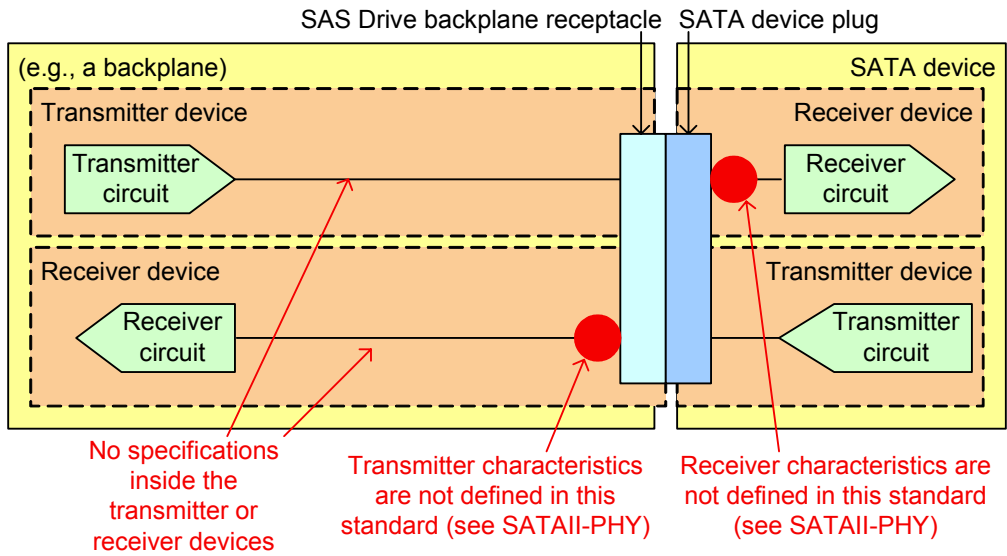 SAS Drive backplane receptacle
SATA device plug
(e.g., a backplane)
SATA device
Transmitter device
Receiver device
Transmitter
circuit
Receiver
circuit
Receiver device
Transmitter device
Receiver
circuit
Transmitter
circuit
No specifications
inside the
transmitter or
receiver devices
Transmitter characteristics
are not defined in this
standard (see SATAII-PHY)
Receiver characteristics are
not defined in this standard
(see SATAII-PHY)